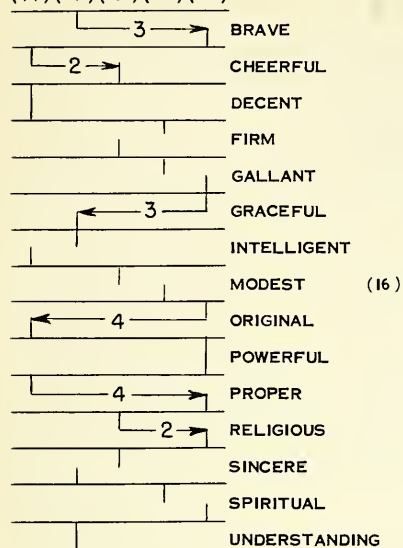 3 BRAVE
2 CHEERFUL
DECENT
FIRM
GALLANT
3 GRACEFUL
INTELLIGENT
MODEST (16)
4 ORIGINAL
POWERFUL
4 PROPER
2 RELIGIOUS
SINCERE
SPIRITUAL
UNDERSTANDING